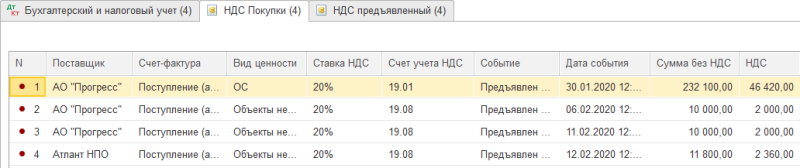 Дт Кт Бухгалтерский и налоговый учет (4) НДС Покупки (4) НДС предъявленный (4)
N Поставщик Счет-фактура Вид ценности Ставка НДС Счет учета НДС Событие Дата события Сумма без НДС НДС
1 АО "Прогресс" Поступление (а... ОС 20% 19.01 Предъявлен ... 30.01.2020 12:... 232 100,00 46 420,00
2 АО "Прогресс" Поступление (а... Объекты не... 20% 19.08 Предъявлен ... 06.02.2020 12:... 10 000,00 2 000,00
3 АО "Прогресс" Поступление (а... Объекты не... 20% 19.08 Предъявлен ... 11.02.2020 12:... 10 000,00 2 000,00
4 Атлант НПО Поступление (а... Объекты не... 20% 19.08 Предъявлен ... 12.02.2020 12:... 11 800,00 2 360,00